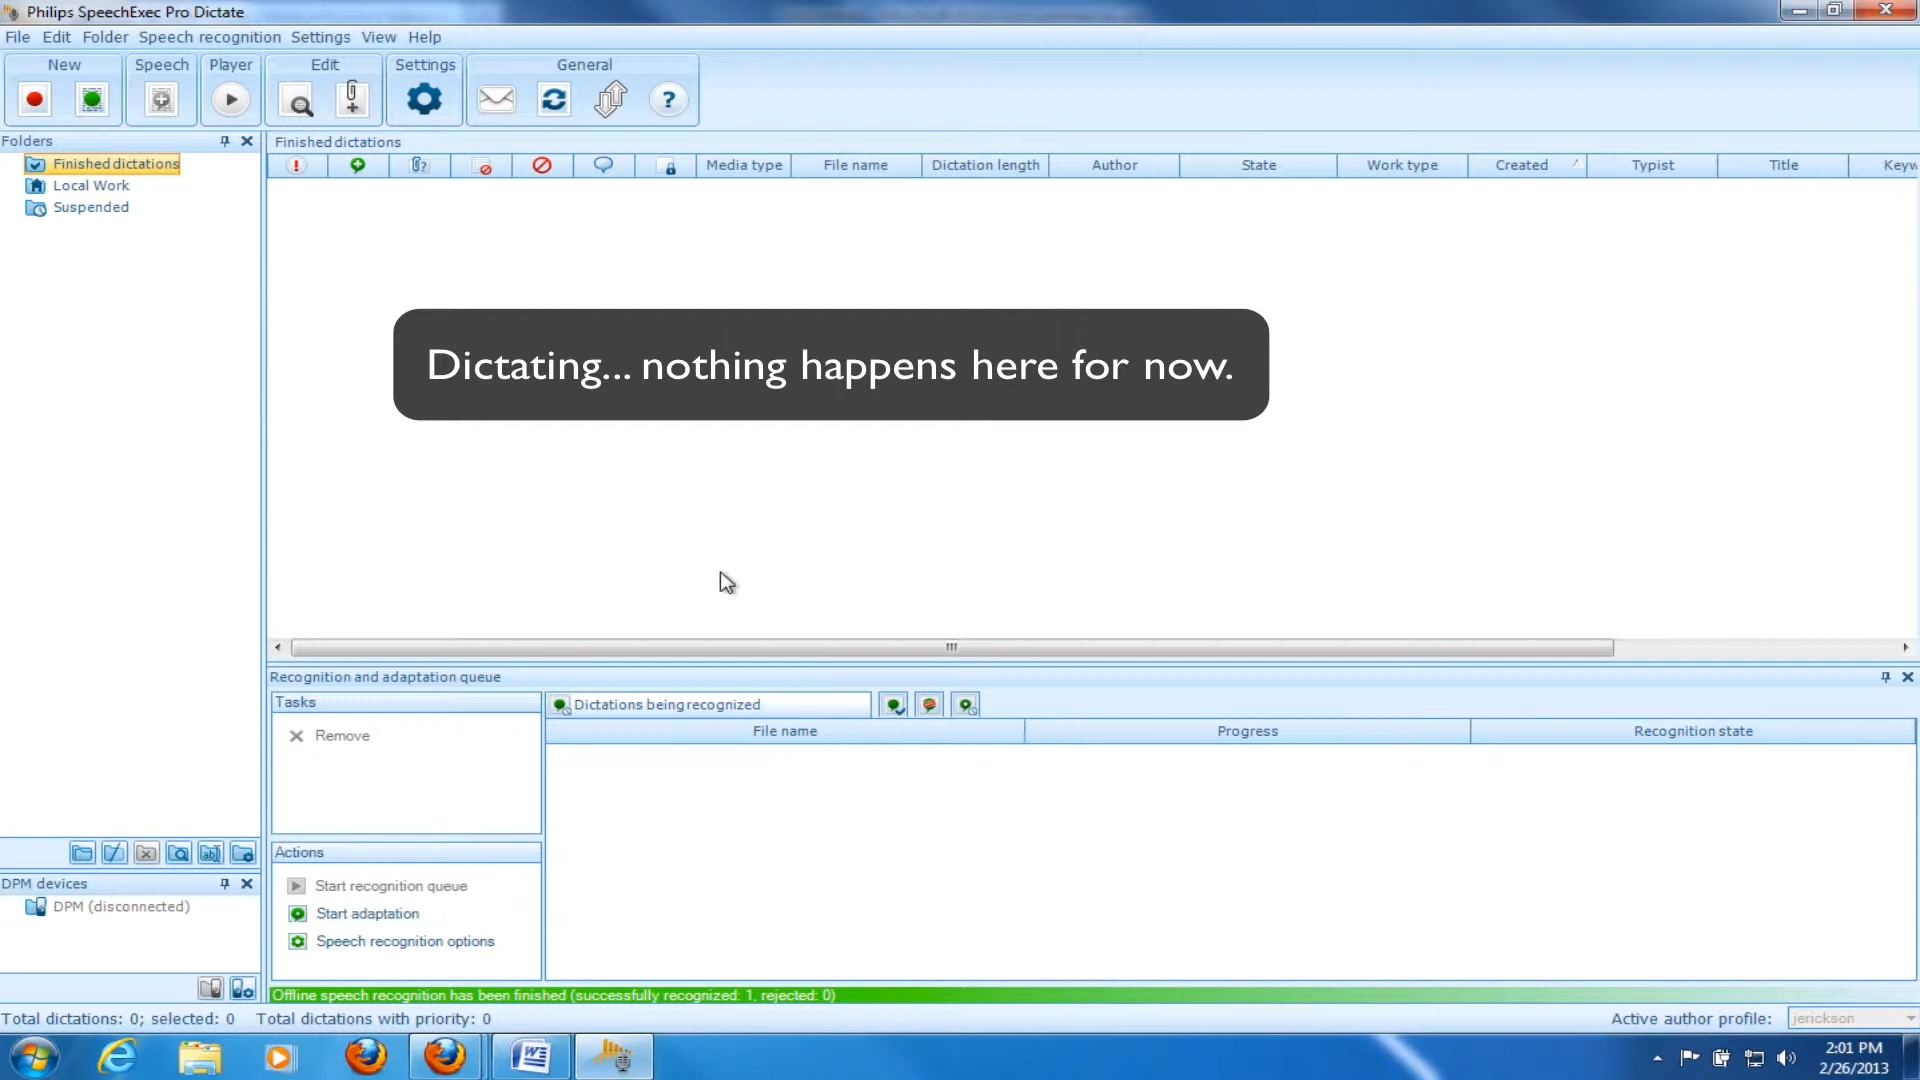 Philips SpeechExec Pro Dictate
File Edit Folder Speech recognition Settings View Help
New Speech Player Edit Settings General
Folders
Finished dictations
Local Work
Suspended
Finished dictations
Media type File name Dictation length Author State Work type Created Typist Title Keyw
Dictating... nothing happens here for now.
Recognition and adaptation queue
Tasks
Remove
Dictations being recognized
File name Progress Recognition state
Actions
Start recognition queue
Start adaptation
Speech recognition options
DPM devices
DPM (disconnected)
Offline speech recognition has been finished (successfully recognized: 1, rejected: 0)
Total dictations: 0; selected: 0 Total dictations with priority: 0
Active author profile: jerickson
2:01 PM
2/26/2013